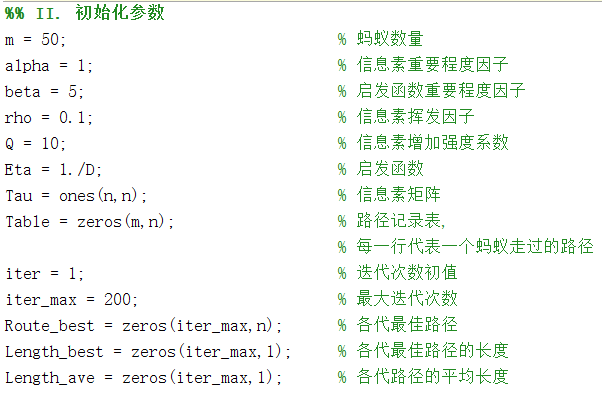 %% II. 初始化参数
m = 50; % 蚂蚁数量
alpha = 1; % 信息素重要程度因子
beta = 5; % 启发函数重要程度因子
rho = 0.1; % 信息素挥发因子
Q = 10; % 信息素增加强度系数
Eta = 1./D; % 启发函数
Tau = ones(n,n); % 信息素矩阵
Table = zeros(m,n); % 路径记录表,
% 每一行代表一个蚂蚁走过的路径
iter = 1; % 迭代次数初值
iter_max = 200; % 最大迭代次数
Route_best = zeros(iter_max,n); % 各代最佳路径
Length_best = zeros(iter_max,1); % 各代最佳路径的长度
Length_ave = zeros(iter_max,1); % 各代路径的平均长度